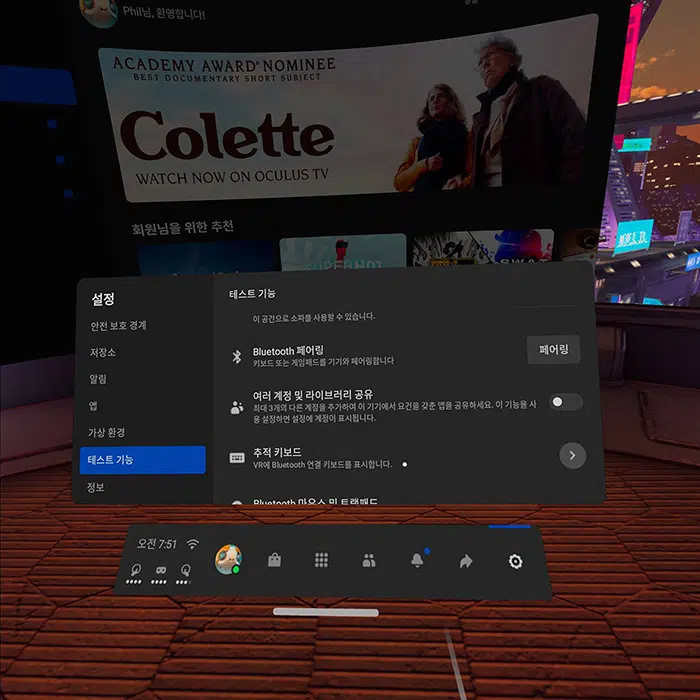 Phil님, 환영합니다!
ACADEMY AWARD® NOMINEE
BEST DOCUMENTARY SHORT SUBJECT
Colette
WATCH NOW ON OCULUS TV
회원님을 위한 추천
SUPERHOT
설정
안전 보호 경계
저장소
알림
앱
가상 환경
테스트 기능
정보
테스트 기능
이 공간으로 소파를 사용할 수 있습니다.
Bluetooth 페어링
키보드 또는 게임패드를 기기와 페어링합니다
페어링
여러 계정 및 라이브러리 공유
최대 3개의 다른 계정을 추가하여 이 기기에서 요건을 갖춘 앱을 공유하세요. 이 기능을 사
용 설정하면 설정에 계정이 표시됩니다.
추적 키보드
VR에 Bluetooth 연결 키보드를 표시합니다.
Bluetooth 마우스 및 트랙패드
오전 7:51